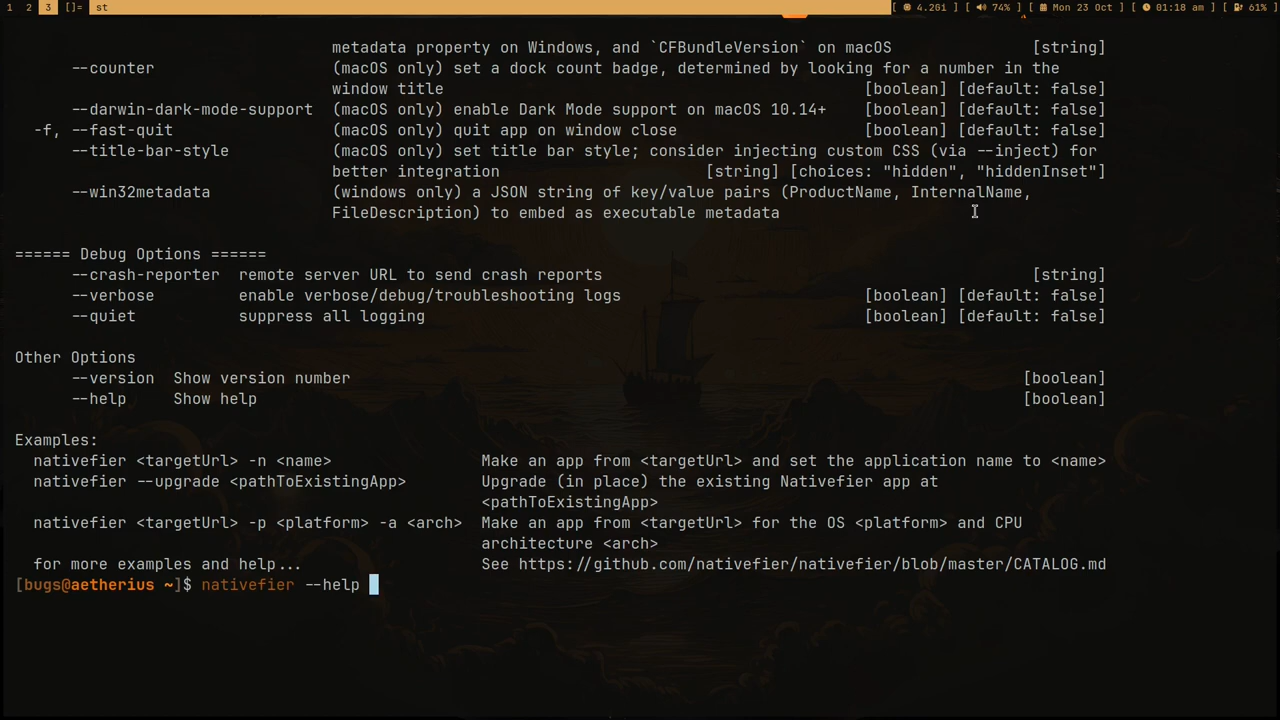 1 2 3 []= st [ 4.20i ] [ 74% ] [ Mon 23 Oct ] [ 01:18 am ] [ 61% ]
metadata property on Windows, and `CFBundleVersion` on macOS [string]
--counter (macOS only) set a dock count badge, determined by looking for a number in the
window title [boolean] [default: false]
--darwin-dark-mode-support (macOS only) enable Dark Mode support on macOS 10.14+ [boolean] [default: false]
-f, --fast-quit (macOS only) quit app on window close [boolean] [default: false]
--title-bar-style (macOS only) set title bar style; consider injecting custom CSS (via --inject) for
better integration [string] [choices: "hidden", "hiddenInset"]
--win32metadata (windows only) a JSON string of key/value pairs (ProductName, InternalName,
FileDescription) to embed as executable metadata
====== Debug Options ======
--crash-reporter remote server URL to send crash reports [string]
--verbose enable verbose/debug/troubleshooting logs [boolean] [default: false]
--quiet suppress all logging [boolean] [default: false]
Other Options
--version Show version number [boolean]
--help Show help [boolean]
Examples:
nativefier <targetUrl> -n <name> Make an app from <targetUrl> and set the application name to <name>
nativefier --upgrade <pathToExistingApp> Upgrade (in place) the existing Nativefier app at
<pathToExistingApp>
nativefier <targetUrl> -p <platform> -a <arch> Make an app from <targetUrl> for the OS <platform> and CPU
architecture <arch>
for more examples and help... See https://github.com/nativefier/nativefier/blob/master/CATALOG.md
[bugs@aetherius ~]$ nativefier --help